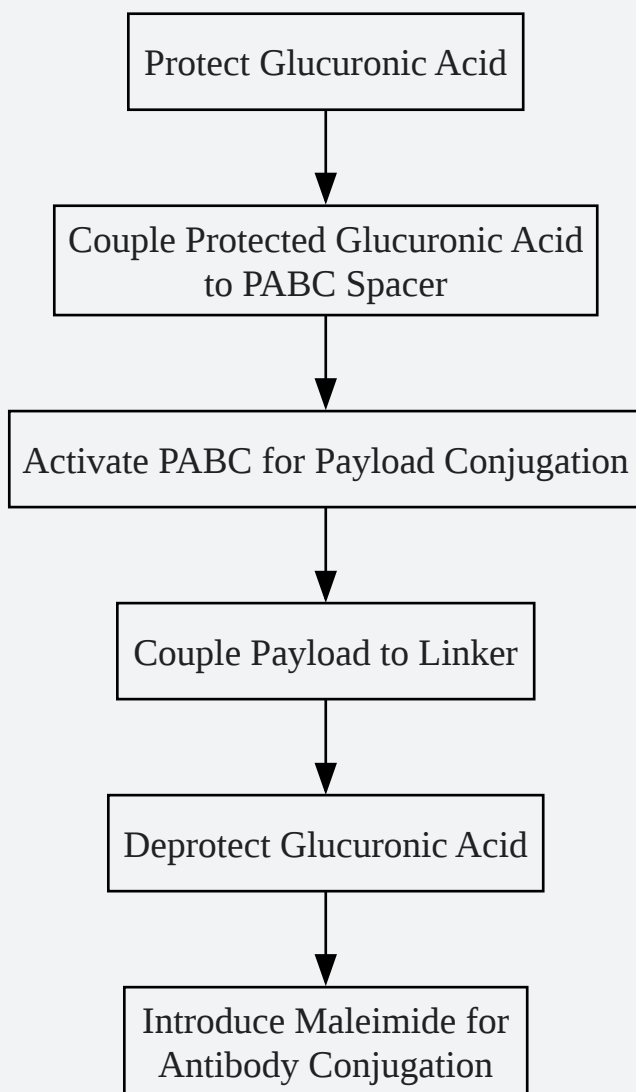 Protect Glucuronic Acid
Couple Protected Glucuronic Acid
to PABC Spacer
Activate PABC for Payload Conjugation
Couple Payload to Linker
Deprotect Glucuronic Acid
Introduce Maleimide for
Antibody Conjugation